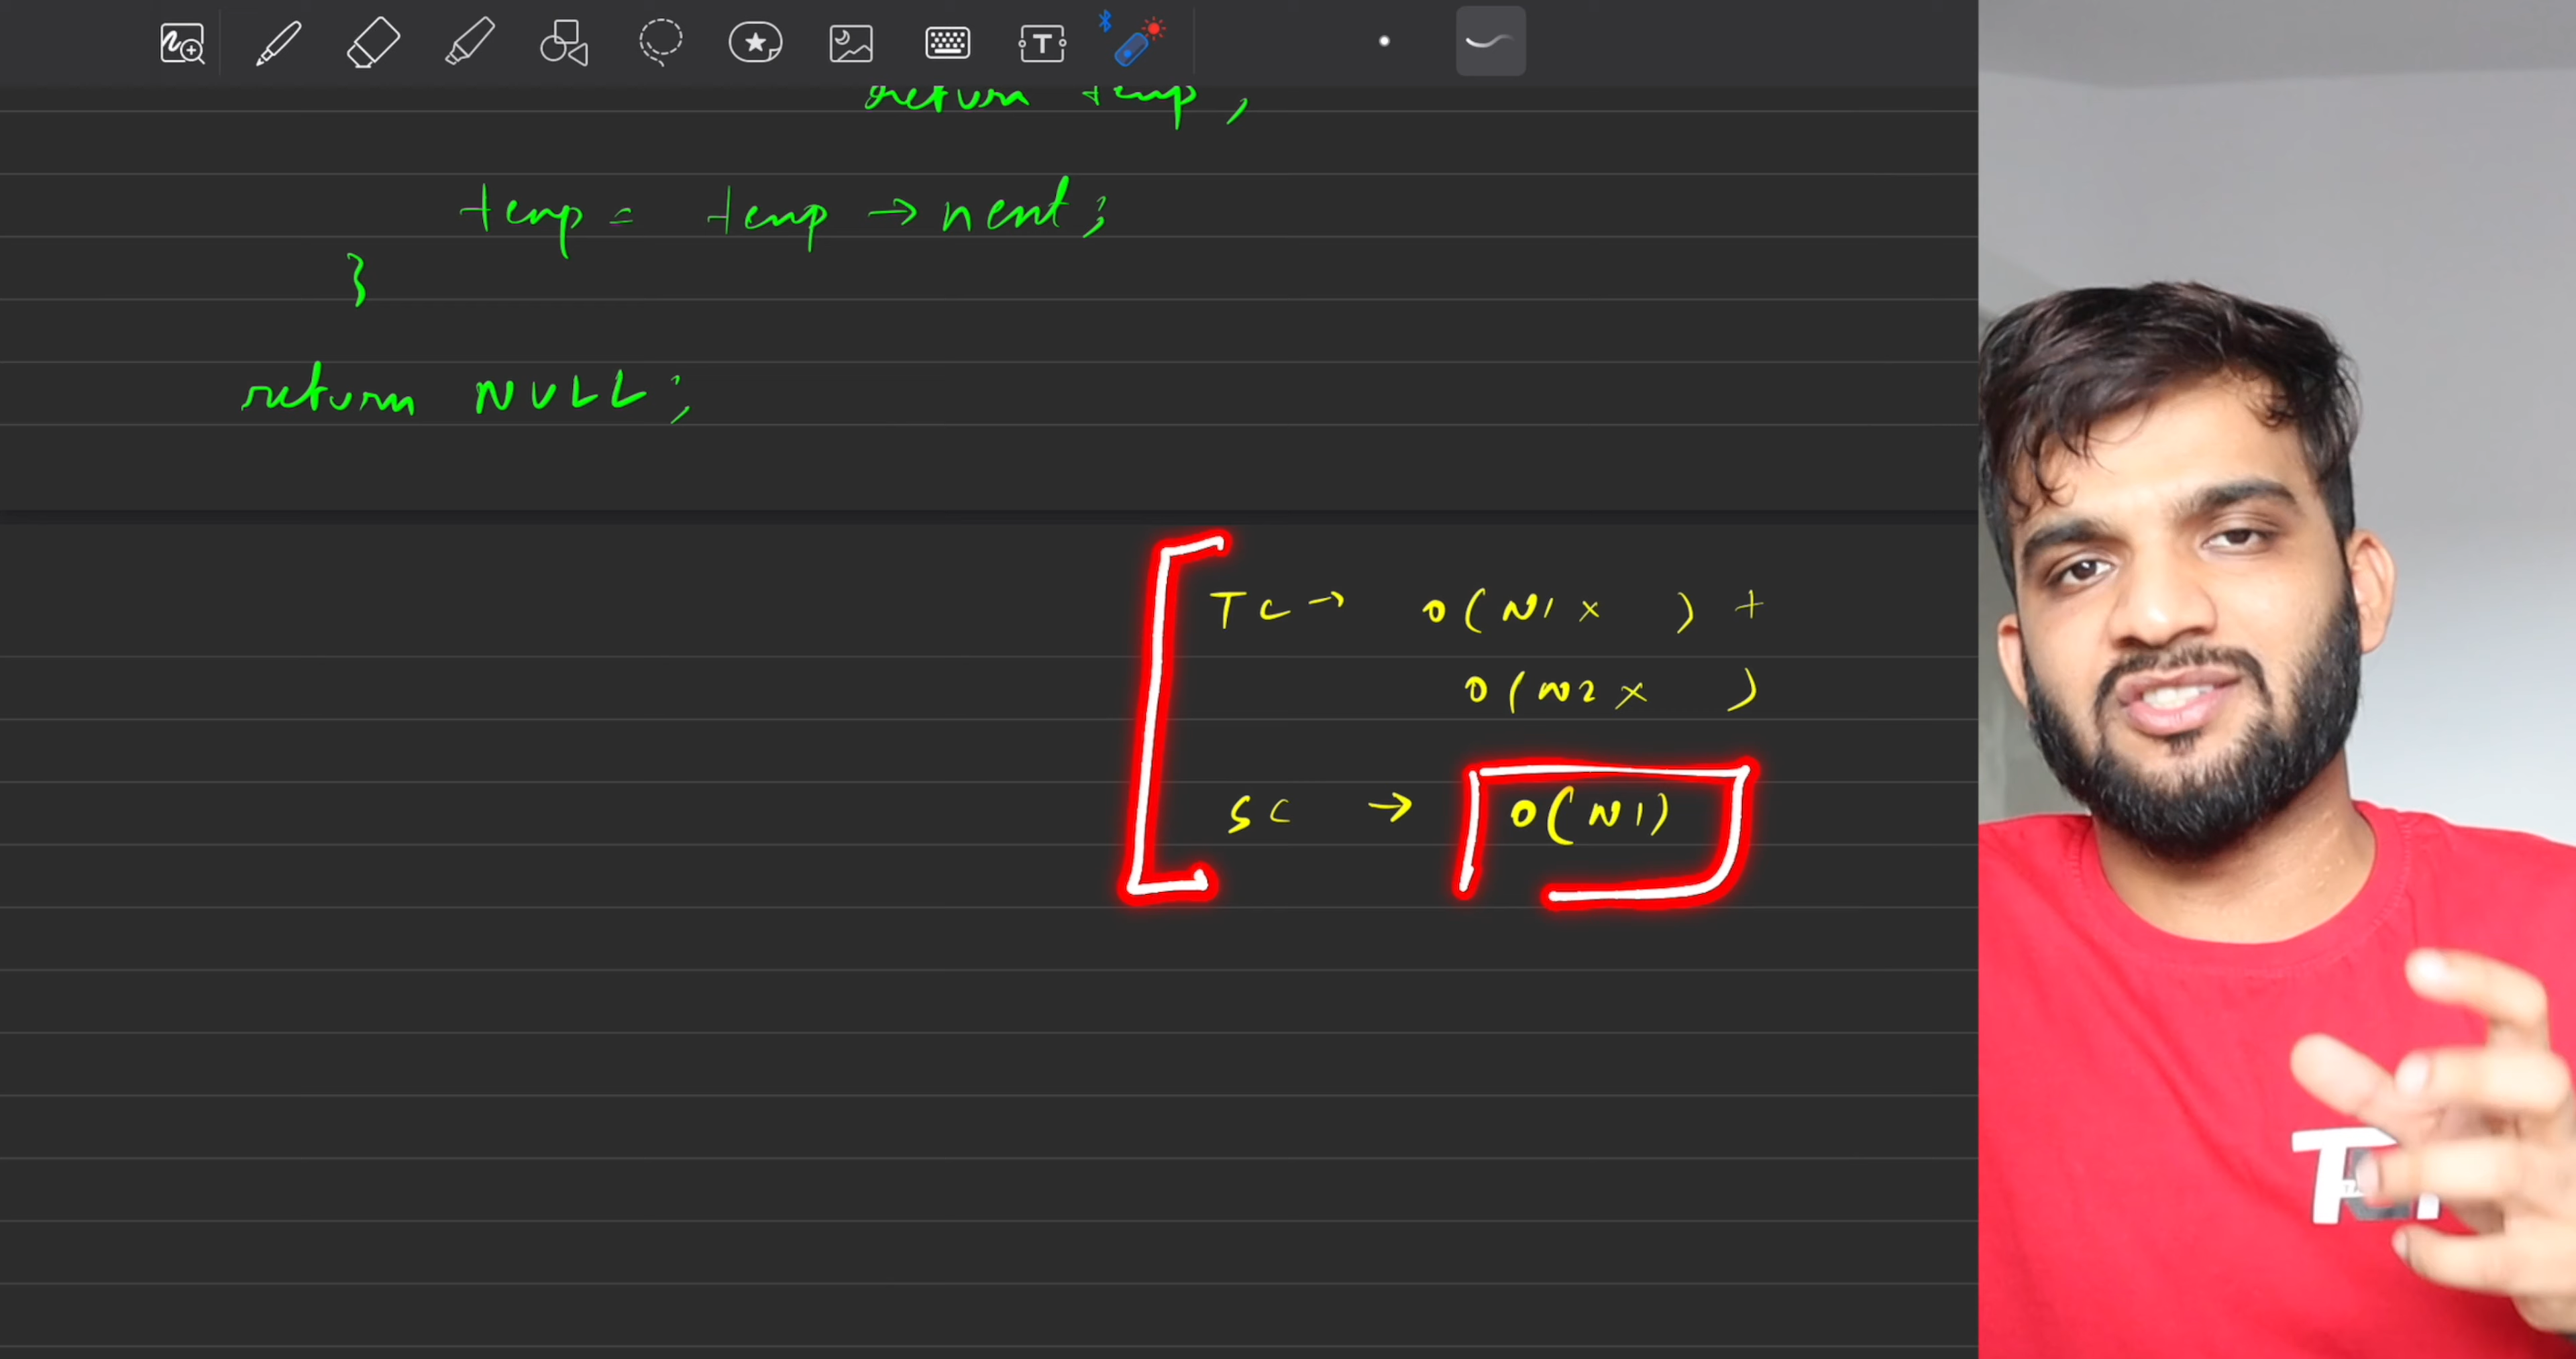 return temp;
temp = temp → next;
}
return NULL;
TC → O(N1 x ) +
O(N2 x )
SC → O(N1)